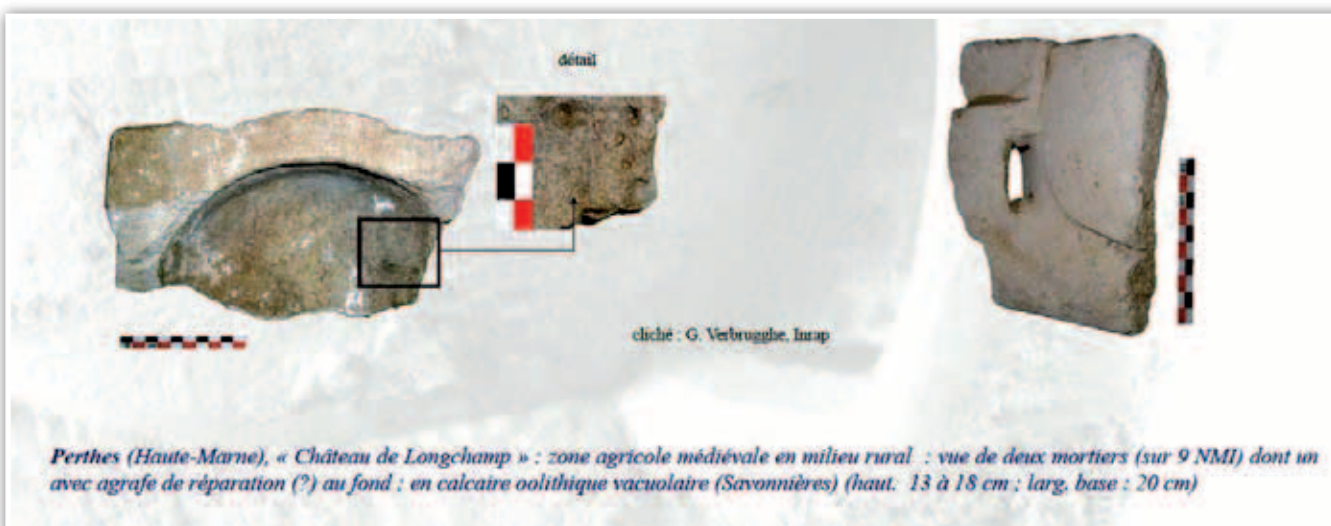 détail
cliché : G. Verbrugghe, Inrap
Perthes (Haute-Marne), « Château de Longchamp » : zone agricole médiévale en milieu rural : vue de deux mortiers (sur 9 NMI) dont un
avec agrafe de réparation (?) au fond ; en calcaire oolithique vacuolaire (Savonnières) (haut. 13 à 18 cm ; larg. base : 20 cm)